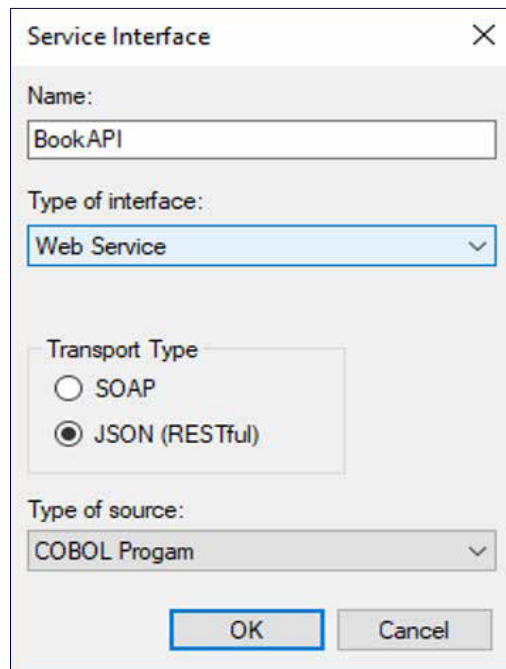 Service Interface
Name:
BookAPI
Type of interface:
Web Service
Transport Type
SOAP
JSON (RESTful)
Type of source:
COBOL Progam
OK Cancel